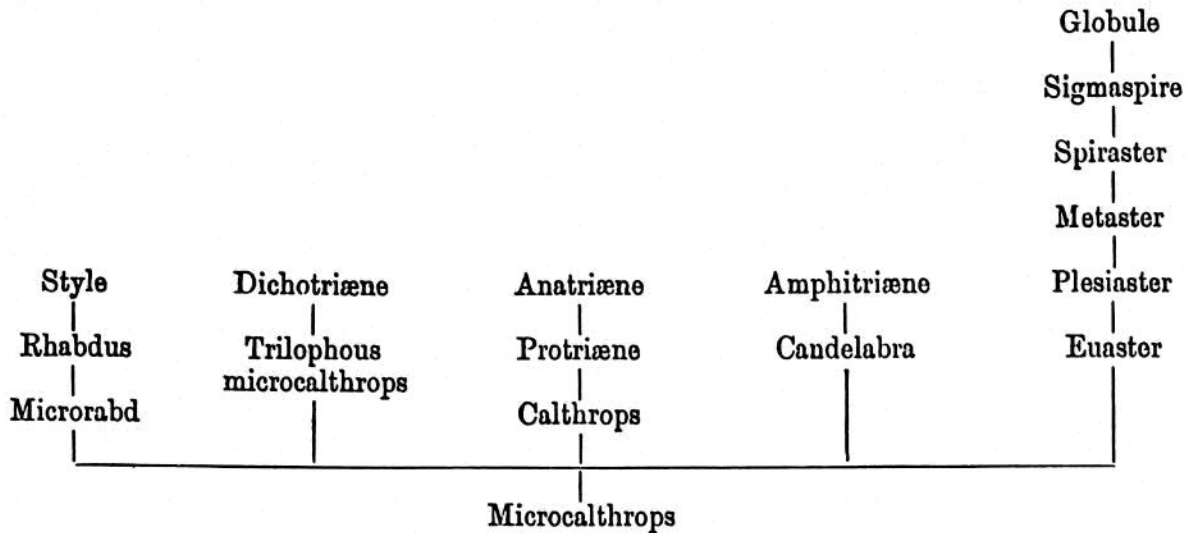 Globule
Sigmaspire
Spiraster
Metaster
Style Dichotriæne Anatriæne Amphitriæne Plesiaster
Rhabdus Trilophous microcalthrops Protriæne Candelabra Euaster
Microrabd Calthrops
Microcalthrops